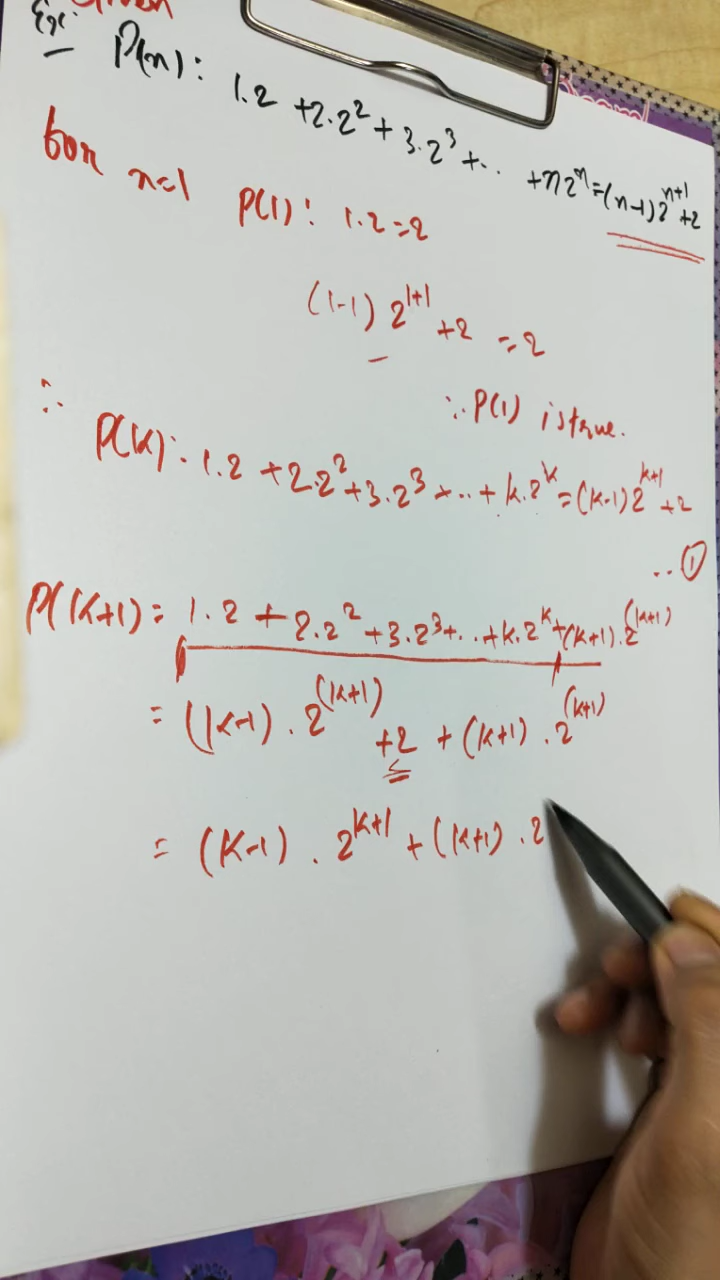 Given
Ex:
P(n): 1.2 +2.2² + 3.2³ +.. +n2ⁿ=(n-1)2ⁿ⁺¹+2
for n=1 P(1): 1.2=2
(1-1) 2¹⁺¹ +2 =2
∴ P(1) is true.
∴ P(k): 1.2 +2.2²+3.2³ +..+ k.2ᵏ=(k-1)2ᵏ⁺¹+2
..①
P(k+1)= 1.2 + 2.2² +3.2³+..+k.2ᵏ+(k+1).2⁽ᵏ⁺¹⁾
= (k-1).2⁽ᵏ⁺¹⁾ +2 + (k+1) .2⁽ᵏ⁺¹⁾
= (k-1) . 2ᵏ⁺¹ + (k+1) .2